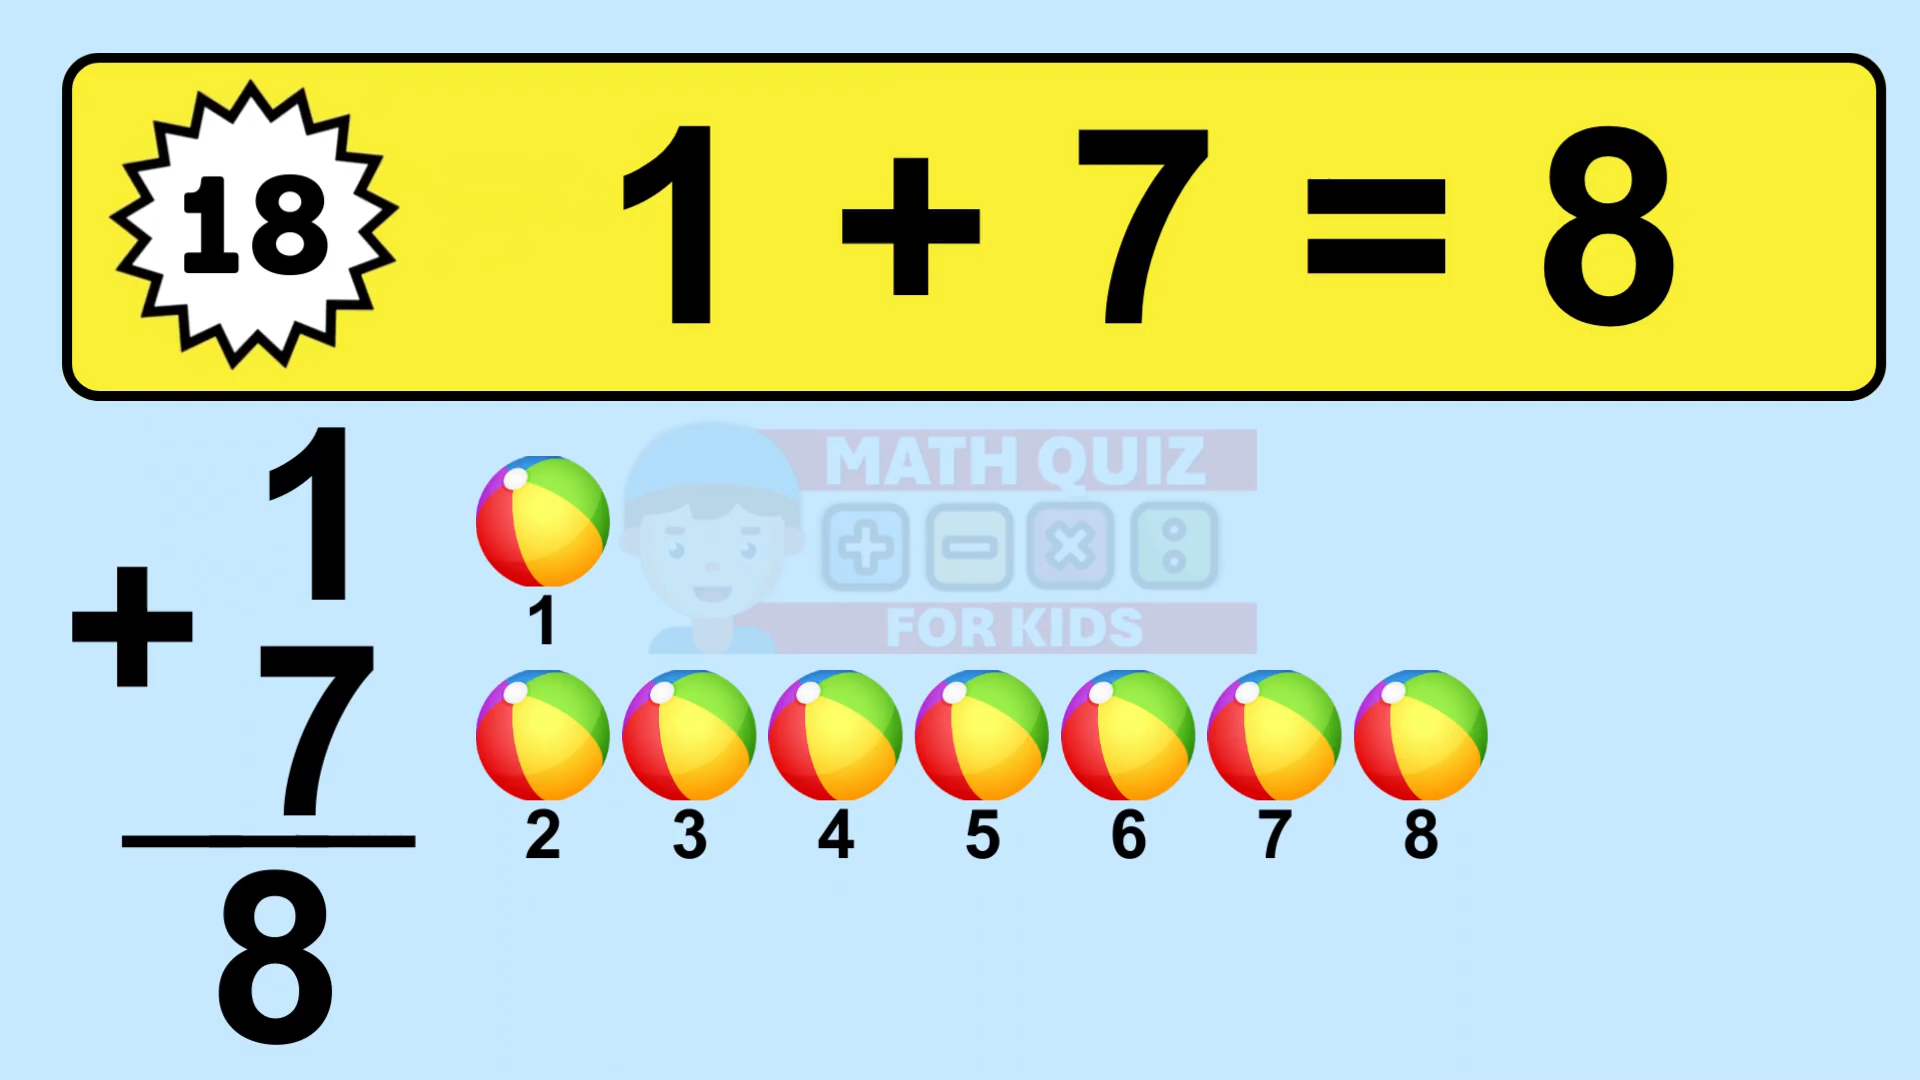 18
1 + 7 = 8
1
+
7
8
MATH QUIZ
+ − × :
FOR KIDS
1
2 3 4 5 6 7 8